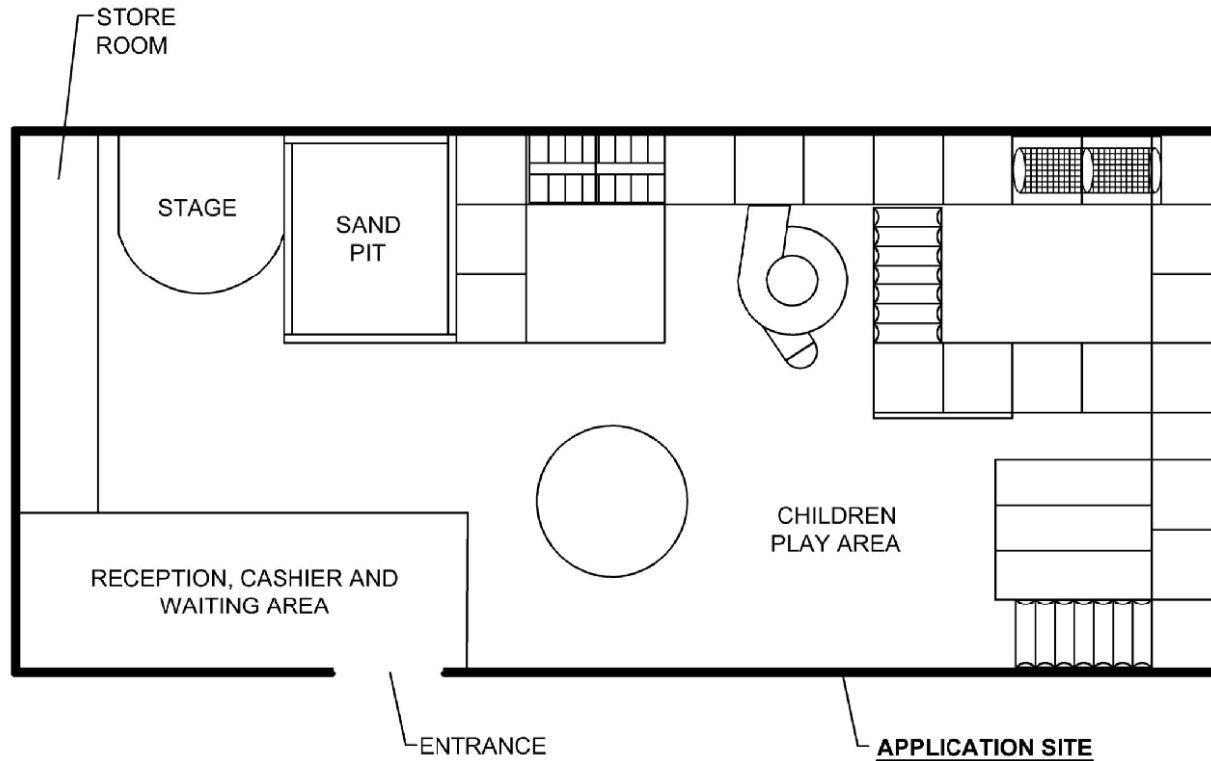 STORE
ROOM
STAGE
SAND
PIT
CHILDREN
PLAY AREA
RECEPTION, CASHIER AND
WAITING AREA
ENTRANCE
APPLICATION SITE